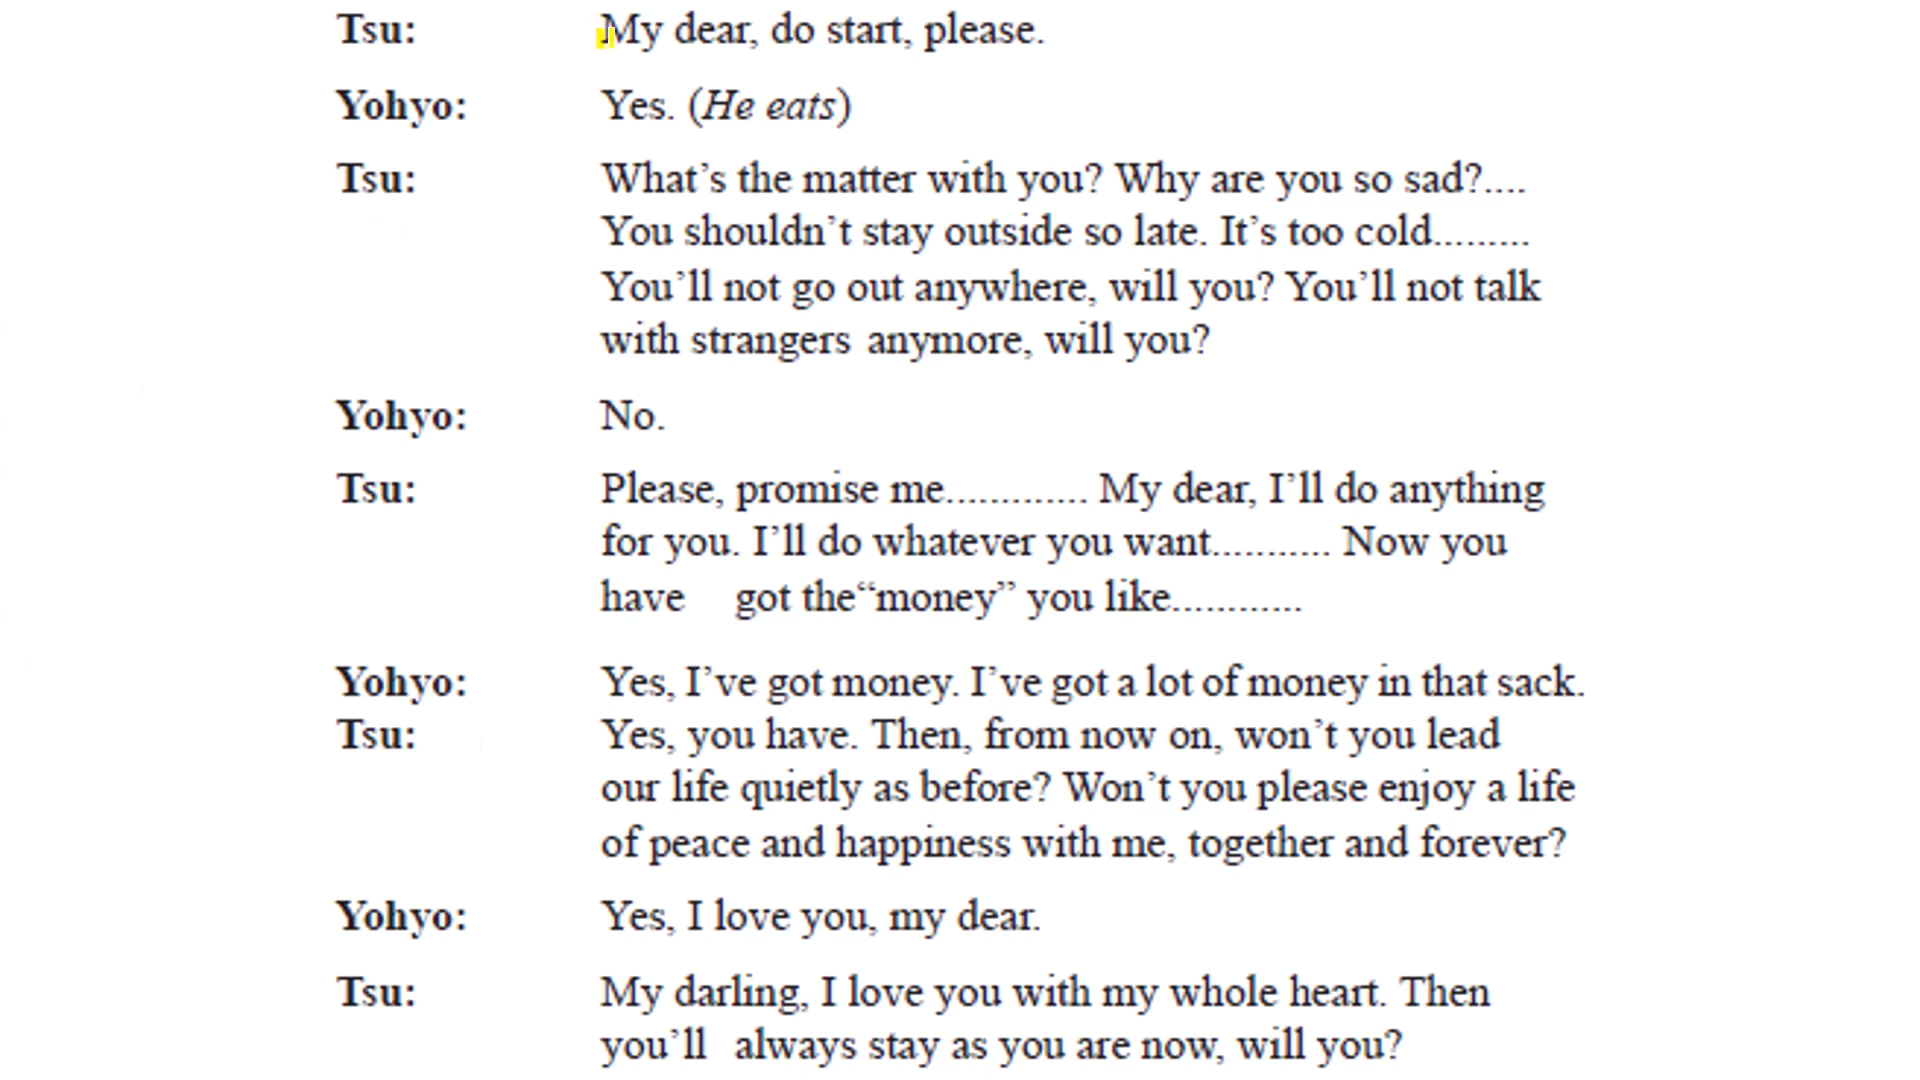 Tsu: My dear, do start, please.
Yohyo: Yes. (He eats)
Tsu: What's the matter with you? Why are you so sad?....
You shouldn't stay outside so late. It's too cold.........
You'll not go out anywhere, will you? You'll not talk
with strangers anymore, will you?
Yohyo: No.
Tsu: Please, promise me............. My dear, I'll do anything
for you. I'll do whatever you want........... Now you
have got the“money” you like............
Yohyo: Yes, I've got money. I've got a lot of money in that sack.
Tsu: Yes, you have. Then, from now on, won't you lead
our life quietly as before? Won't you please enjoy a life
of peace and happiness with me, together and forever?
Yohyo: Yes, I love you, my dear.
Tsu: My darling, I love you with my whole heart. Then
you'll always stay as you are now, will you?